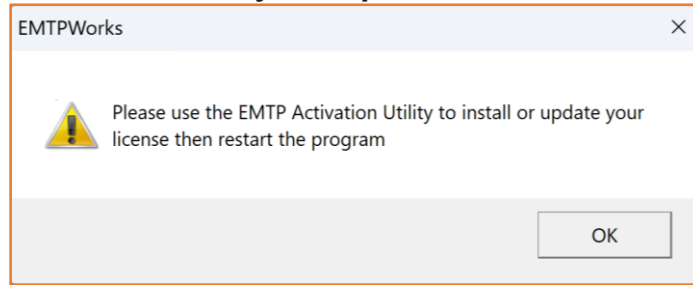 EMTPWorks
Please use the EMTP Activation Utility to install or update your
license then restart the program
OK